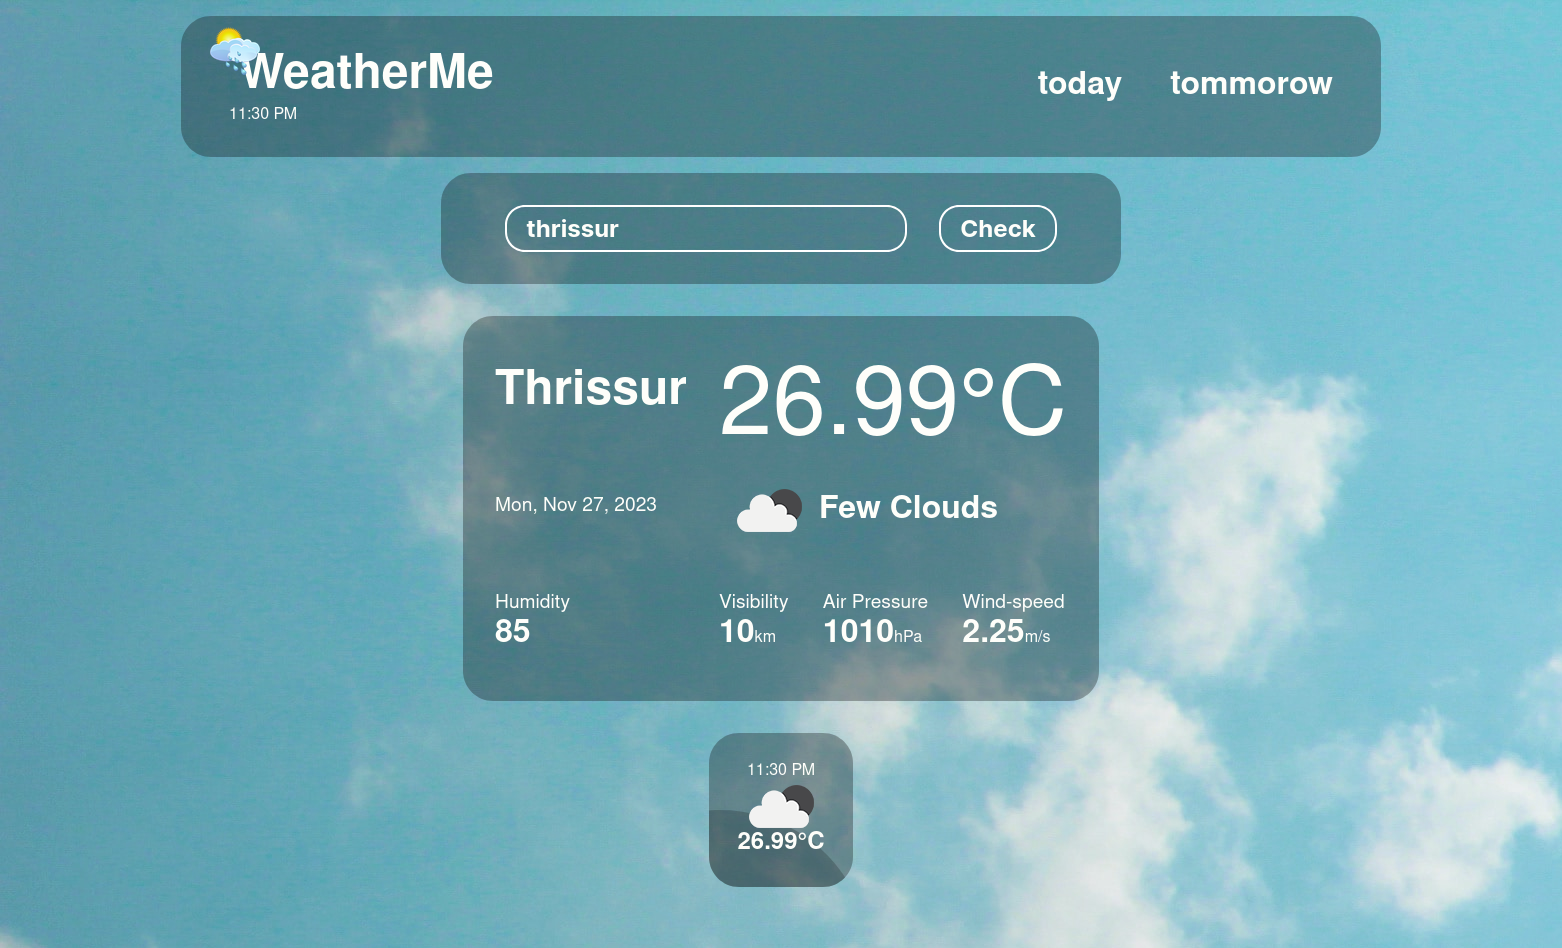 WeatherMe
11:30 PM
today tommorow
thrissur Check
Thrissur 26.99°C
Mon, Nov 27, 2023 Few Clouds
Humidity Visibility Air Pressure Wind-speed
85 10km 1010hPa 2.25m/s
11:30 PM
26.99°C